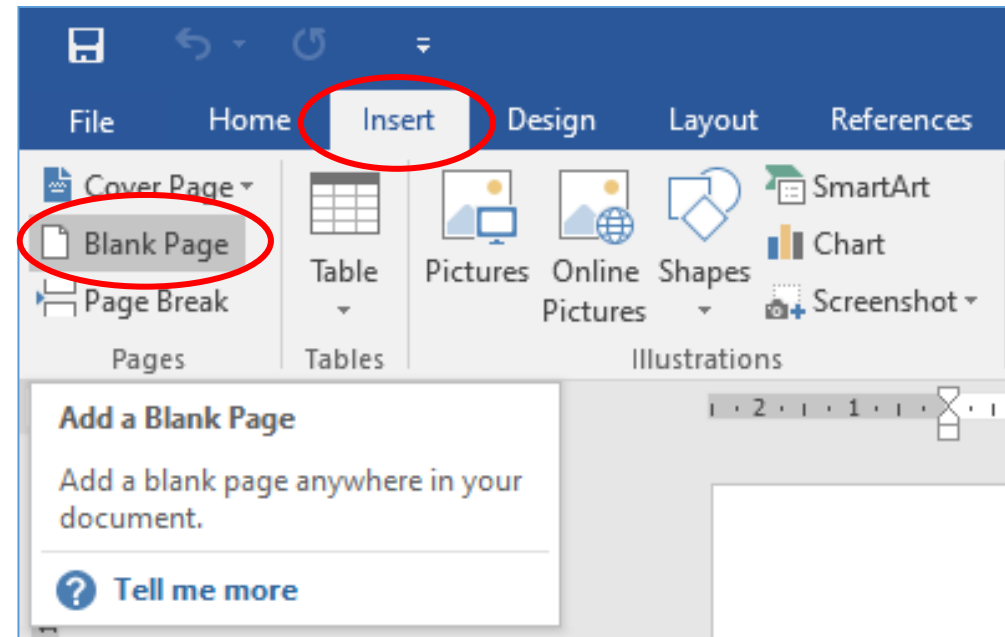 File Home Insert Design Layout References
Cover Page
Blank Page
Page Break
Table
Pictures
Online
Pictures
Shapes
SmartArt
Chart
Screenshot
Pages Tables Illustrations
2 1
Add a Blank Page
Add a blank page anywhere in your
document.
? Tell me more